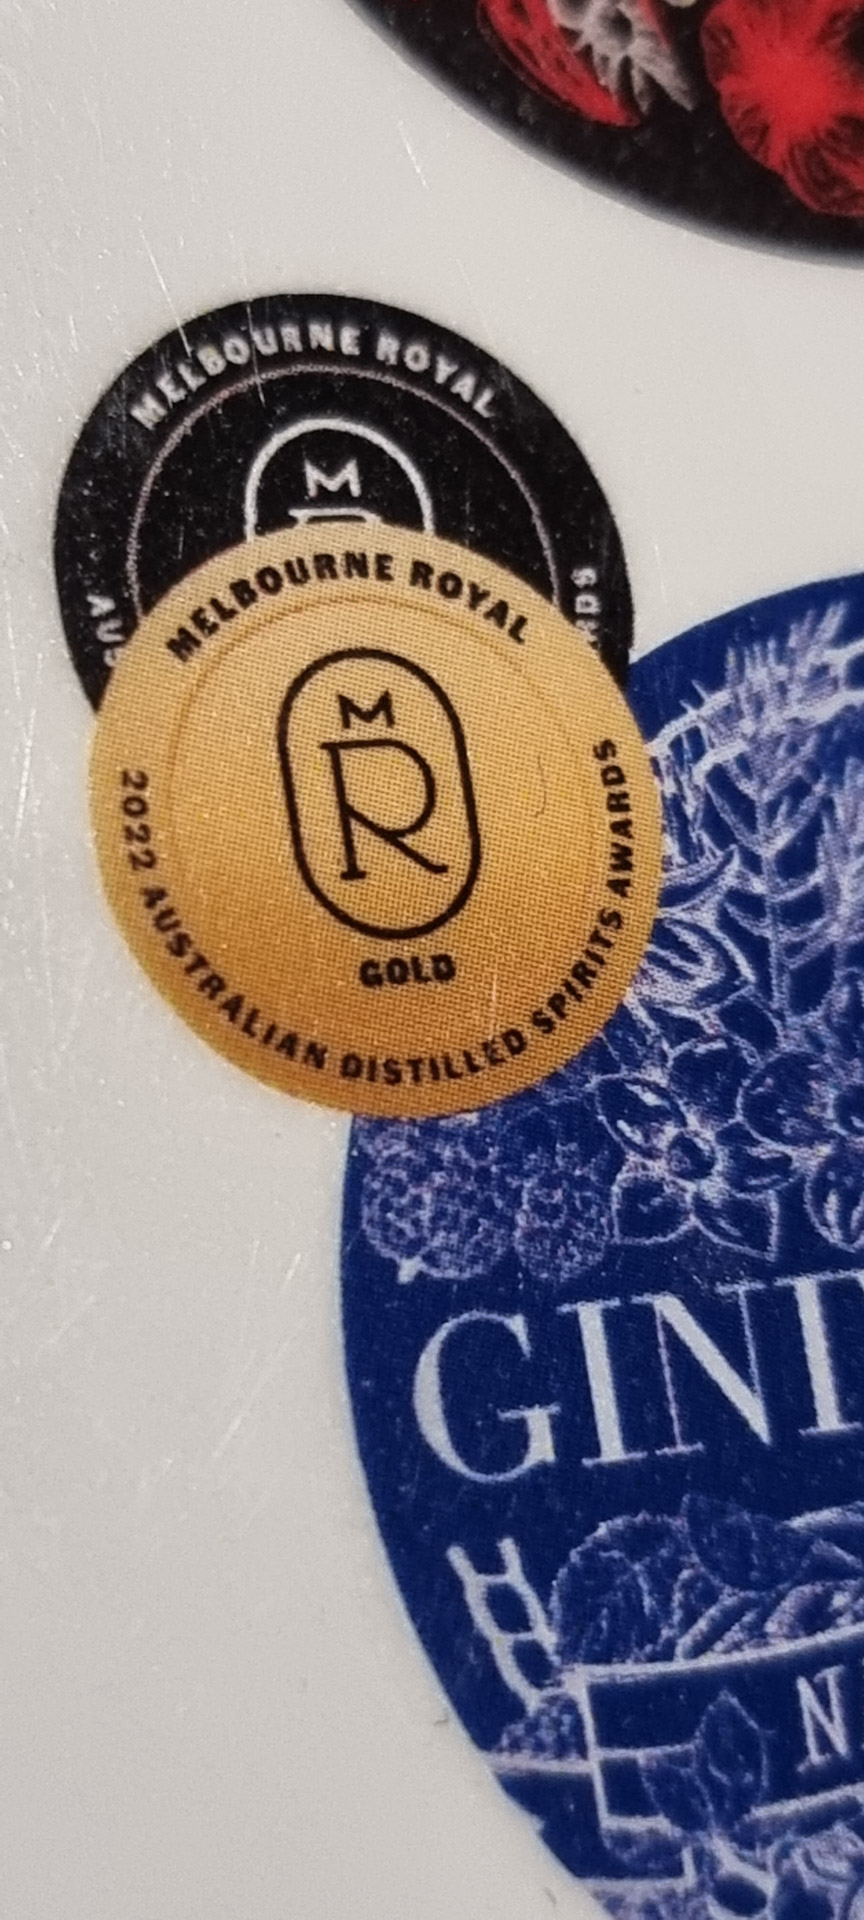 MELBOURNE ROYAL
M
MELBOURNE ROYAL
M
R
GOLD
2022 AUSTRALIAN DISTILLED SPIRITS AWARDS
GIN